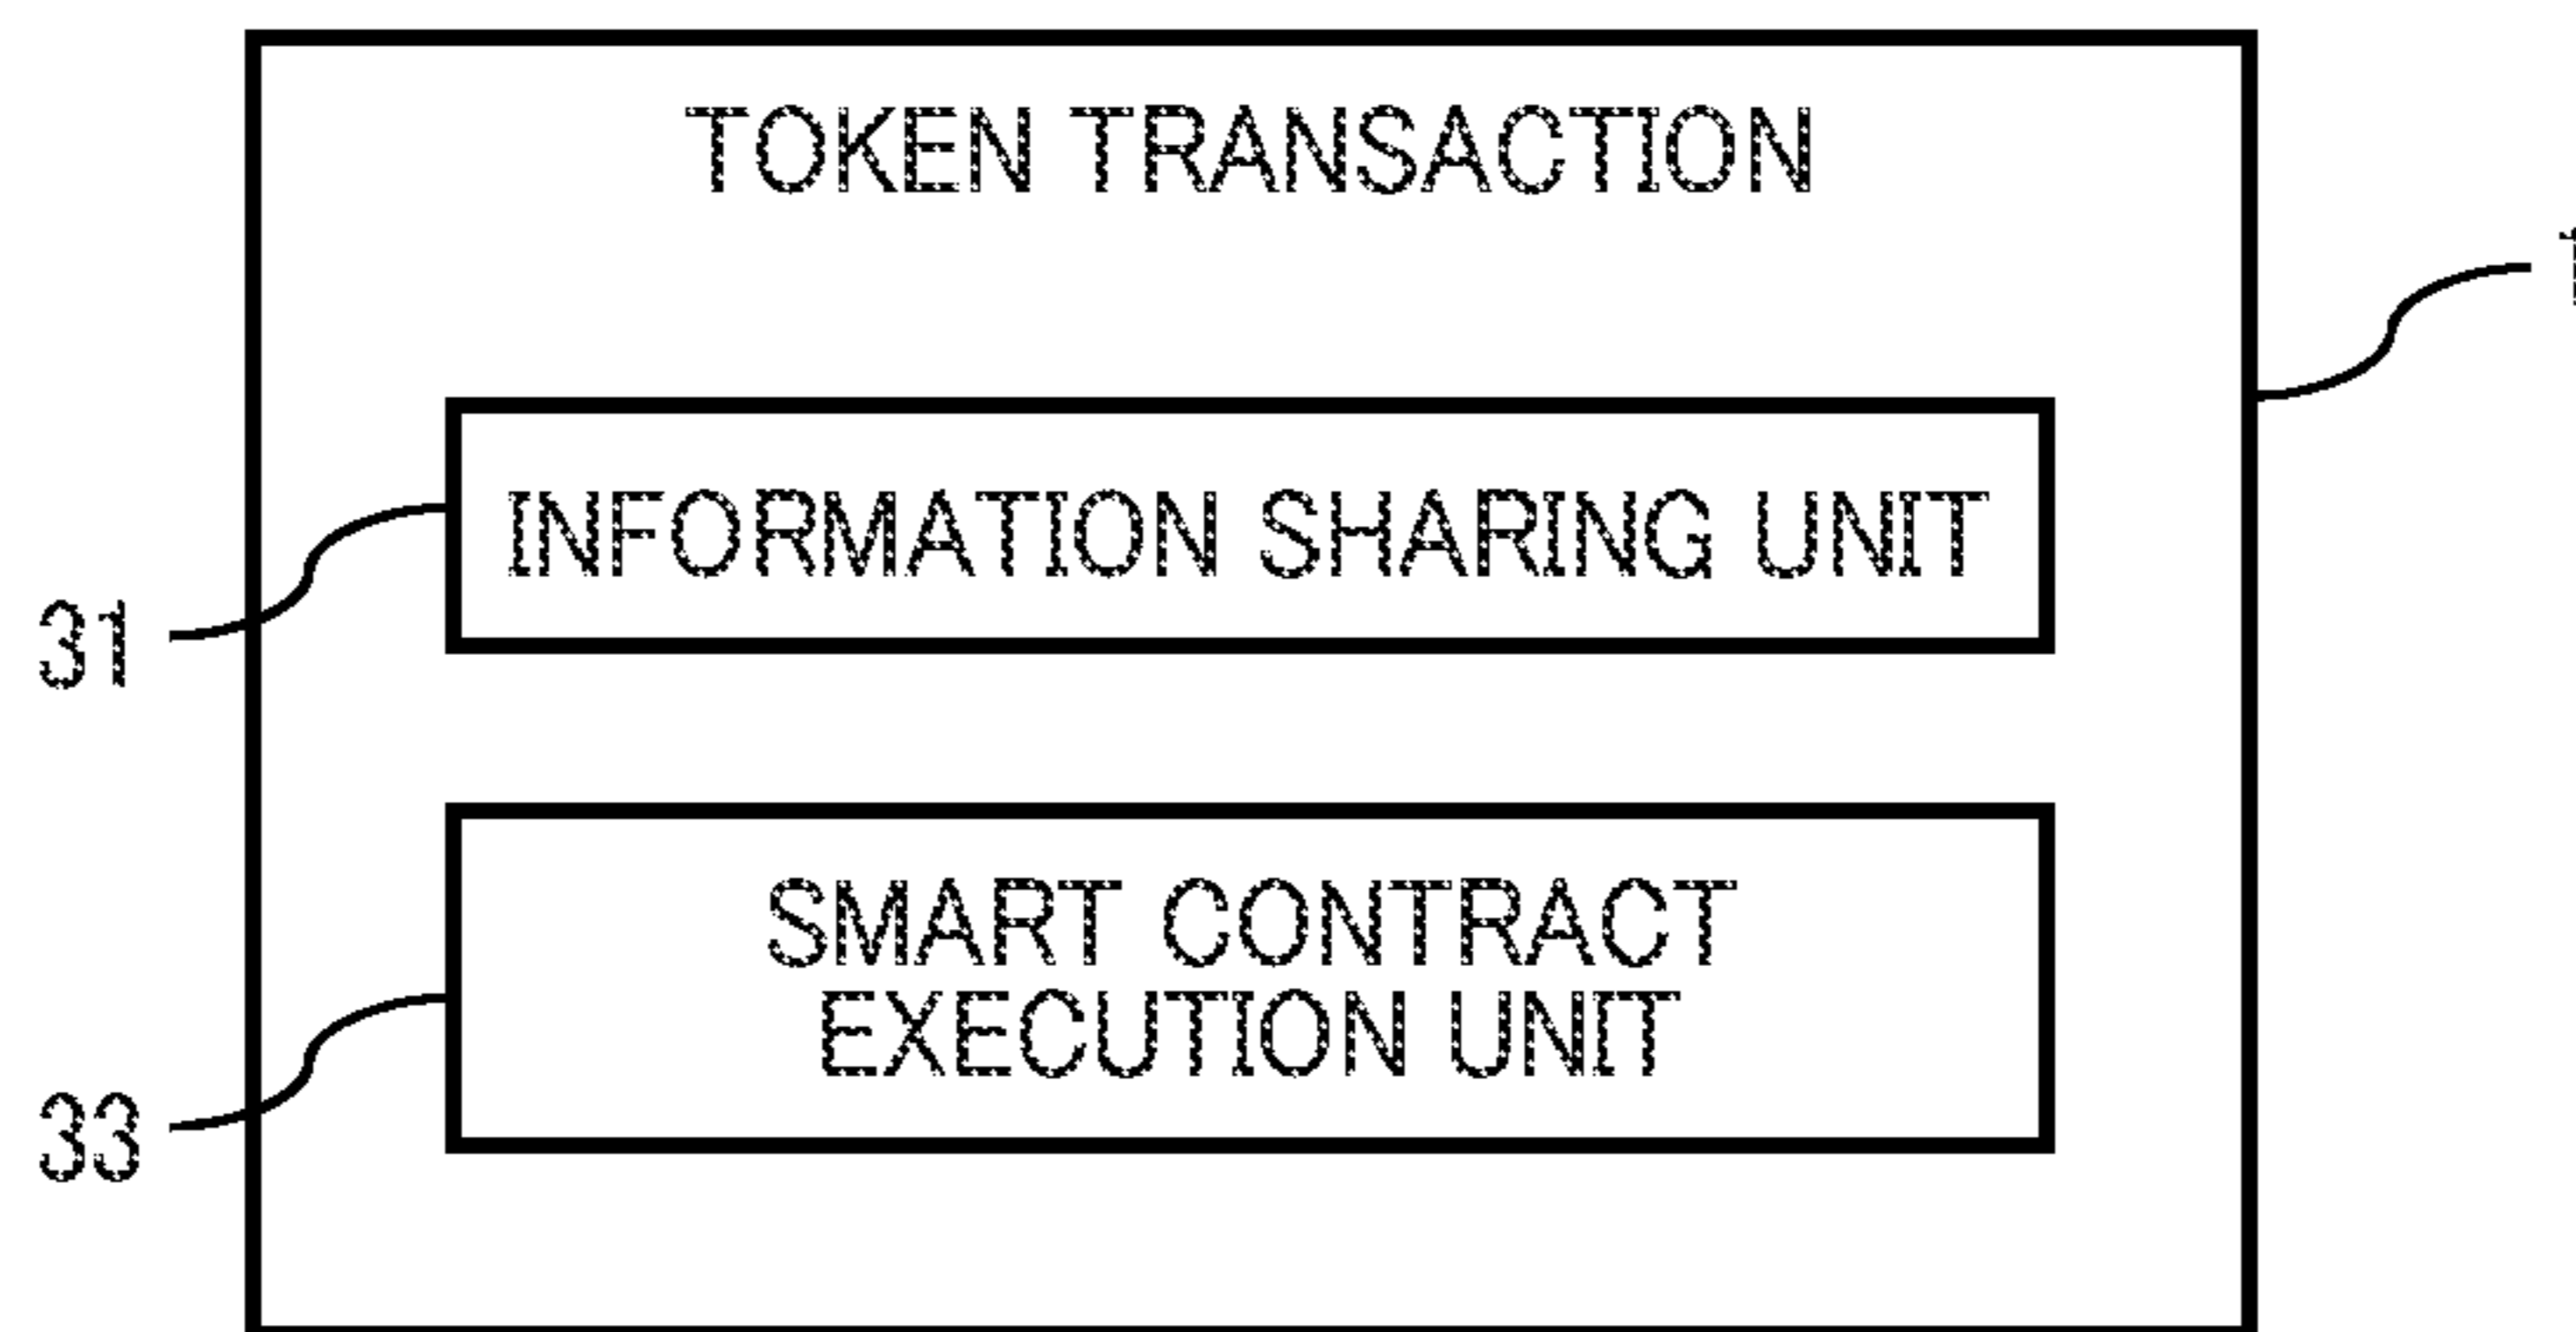 TOKEN TRANSACTION
INFORMATION SHARING UNIT
31
SMART CONTRACT
EXECUTION UNIT
33